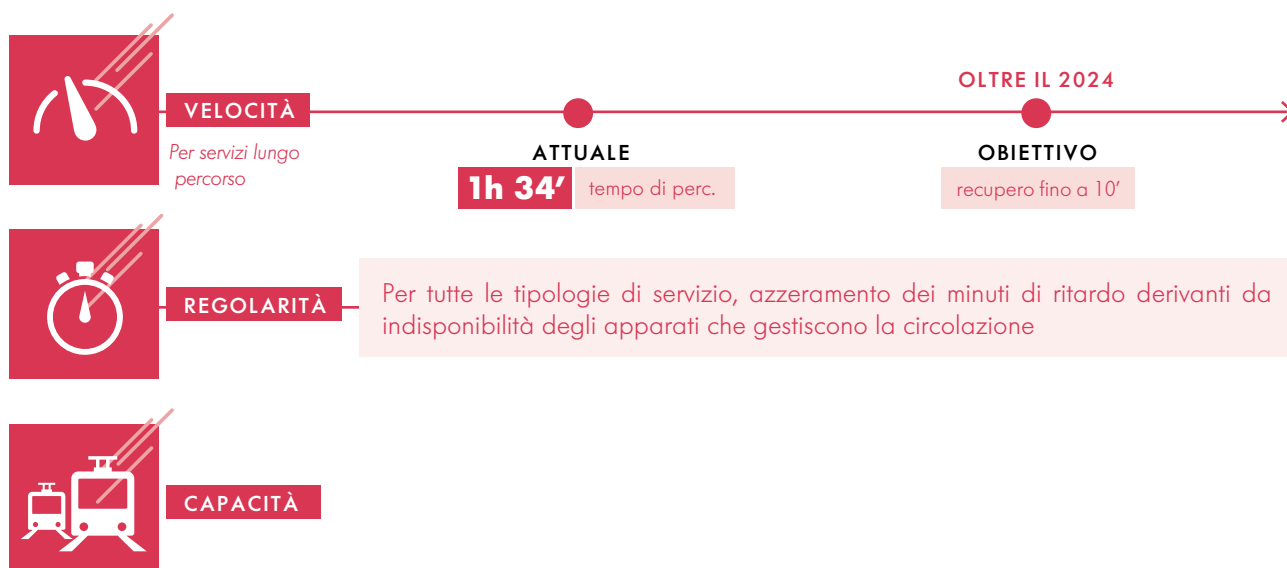 OLTRE IL 2024
VELOCITÀ
Per servizi lungo
percorso
ATTUALE
1h 34’
tempo di perc.
OBIETTIVO
recupero fino a 10’
REGOLARITÀ
Per tutte le tipologie di servizio, azzeramento dei minuti di ritardo derivanti da
indisponibilità degli apparati che gestiscono la circolazione
CAPACITÀ